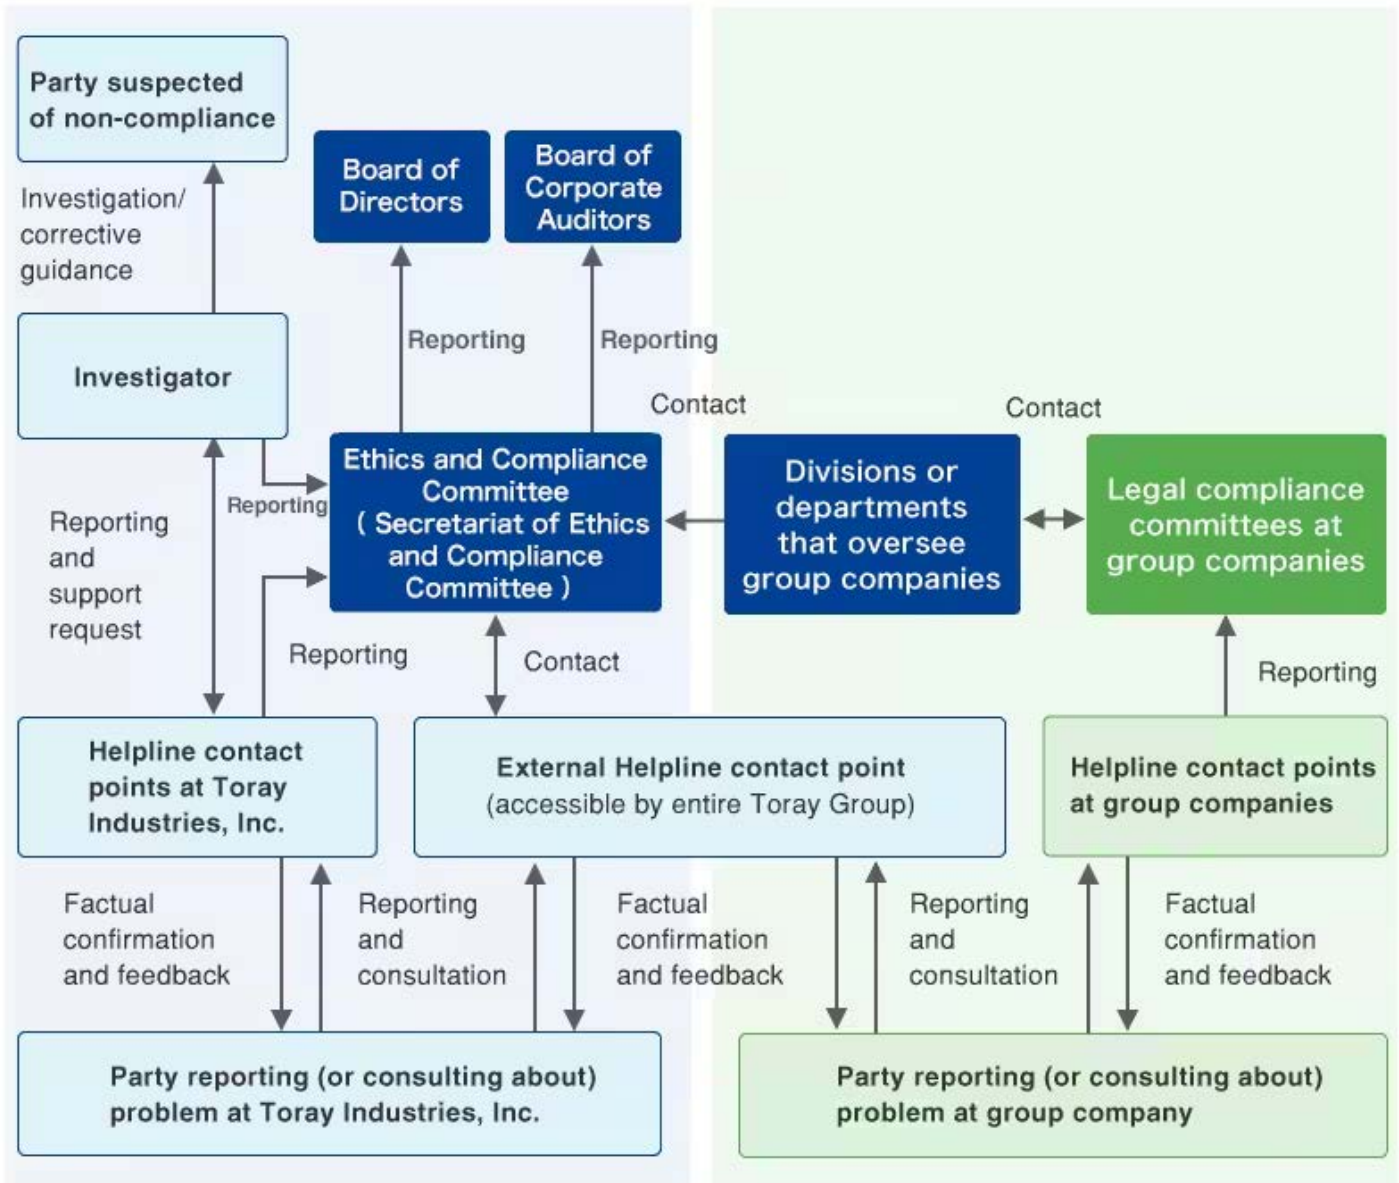 Party suspected
of non-compliance
Board of
Directors
Board of
Corporate
Auditors
Investigation/
corrective
guidance
Reporting
Reporting
Investigator
Contact
Contact
Ethics and Compliance
Committee
( Secretariat of Ethics
and Compliance
Committee )
Divisions or
departments
that oversee
group companies
Legal compliance
committees at
group companies
Reporting
Reporting
and
support
request
Reporting
Contact
Reporting
Helpline contact
points at Toray
Industries, Inc.
External Helpline contact point
(accessible by entire Toray Group)
Helpline contact points
at group companies
Factual
confirmation
and feedback
Reporting
and
consultation
Factual
confirmation
and feedback
Reporting
and
consultation
Factual
confirmation
and feedback
Party reporting (or consulting about)
problem at Toray Industries, Inc.
Party reporting (or consulting about)
problem at group company